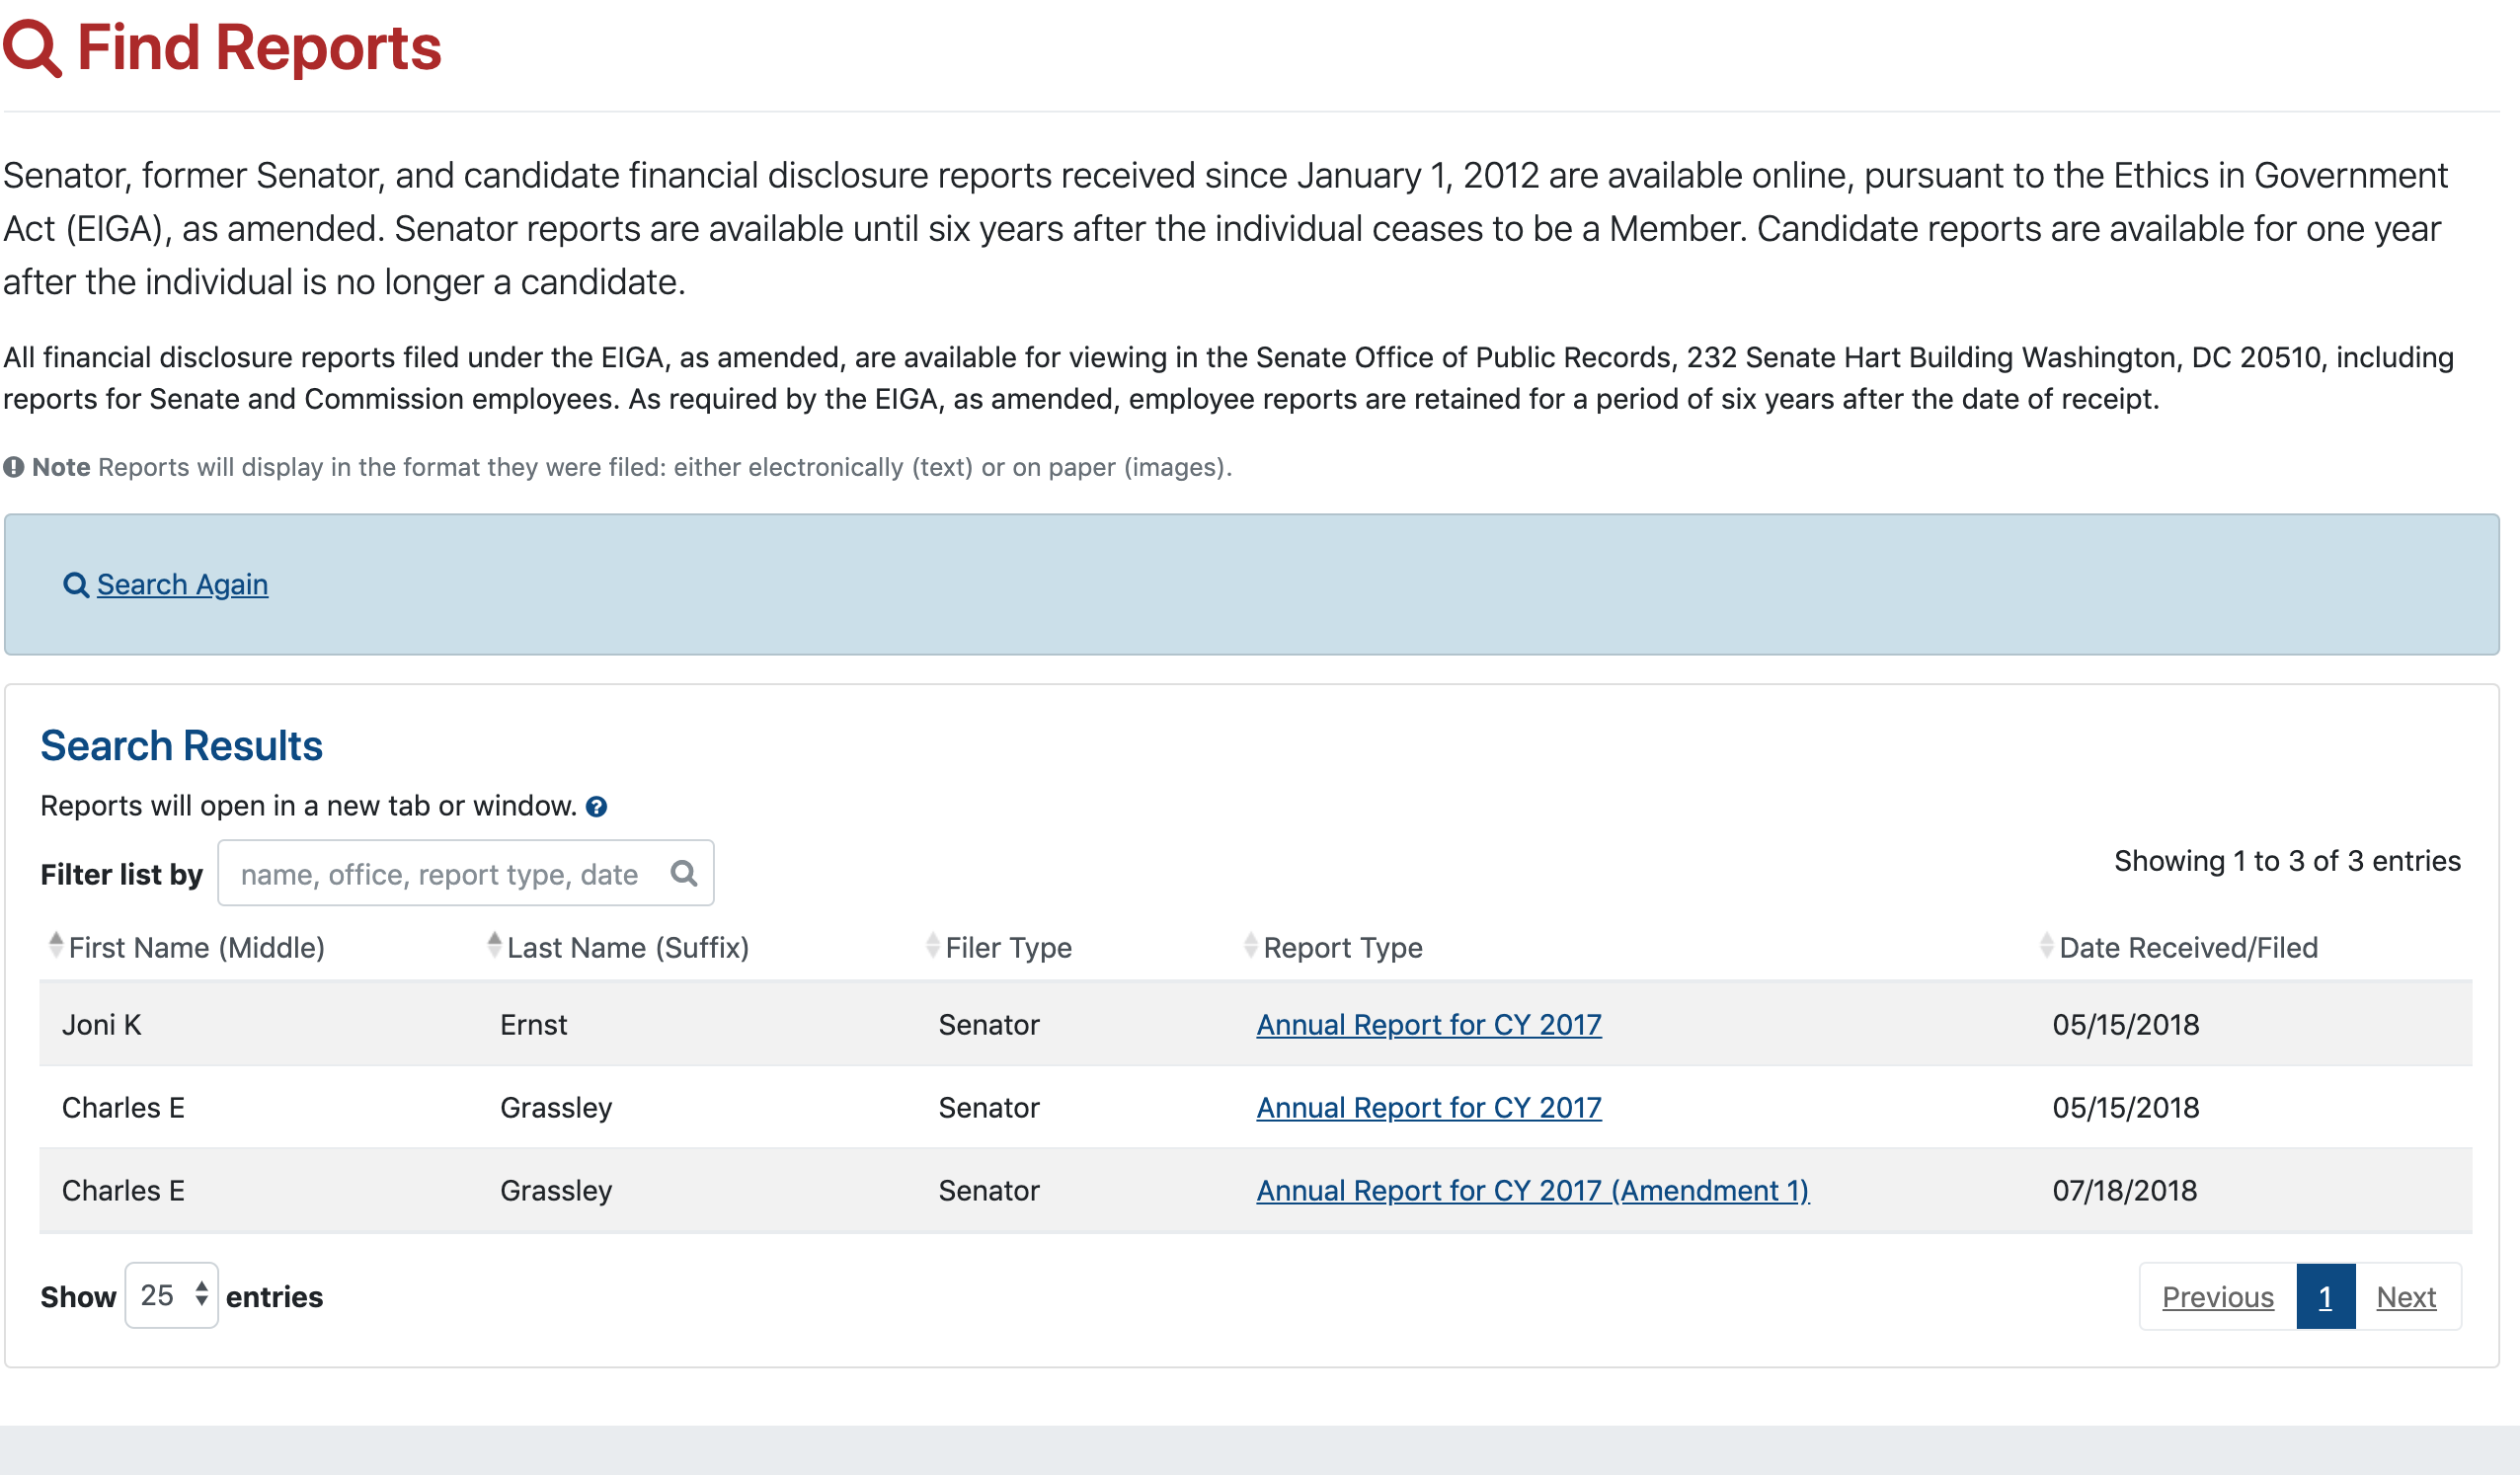 Find Reports
Senator, former Senator, and candidate financial disclosure reports received since January 1, 2012 are available online, pursuant to the Ethics in Government
Act (EIGA), as amended. Senator reports are available until six years after the individual ceases to be a Member. Candidate reports are available for one year
after the individual is no longer a candidate.
All financial disclosure reports filed under the EIGA, as amended, are available for viewing in the Senate Office of Public Records, 232 Senate Hart Building Washington, DC 20510, including
reports for Senate and Commission employees. As required by the EIGA, as amended, employee reports are retained for a period of six years after the date of receipt.
Note Reports will display in the format they were filed: either electronically (text) or on paper (images).
Search Again
Search Results
Reports will open in a new tab or window.
Filter list by name, office, report type, date
Showing 1 to 3 of 3 entries
First Name (Middle) Last Name (Suffix) Filer Type Report Type Date Received/Filed
Joni K Ernst Senator Annual Report for CY 2017 05/15/2018
Charles E Grassley Senator Annual Report for CY 2017 05/15/2018
Charles E Grassley Senator Annual Report for CY 2017 (Amendment 1) 07/18/2018
Show 25 entries Previous 1 Next